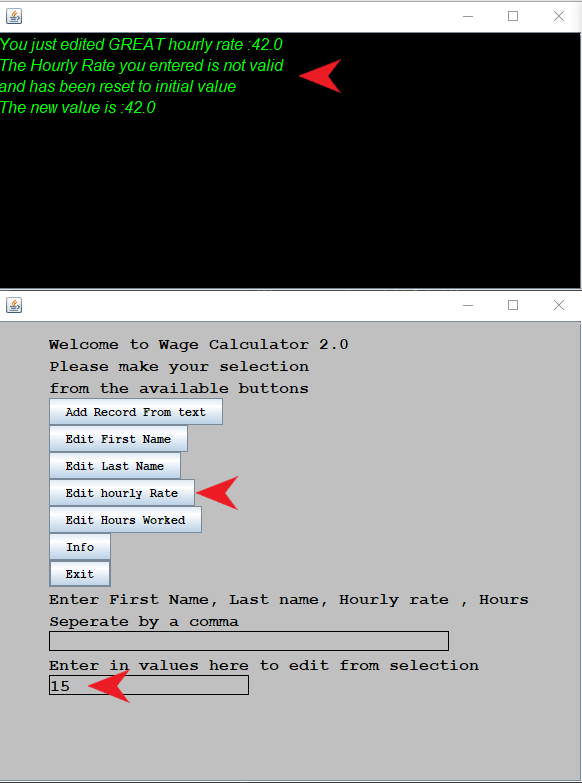 You just edited GREAT hourly rate :42.0
The Hourly Rate you entered is not valid
and has been reset to initial value
The new value is :42.0
Welcome to Wage Calculator 2.0
Please make your selection
from the available buttons
Add Record From text
Edit First Name
Edit Last Name
Edit hourly Rate
Edit Hours Worked
Info
Exit
Enter First Name, Last name, Hourly rate , Hours
Seperate by a comma
Enter in values here to edit from selection
15